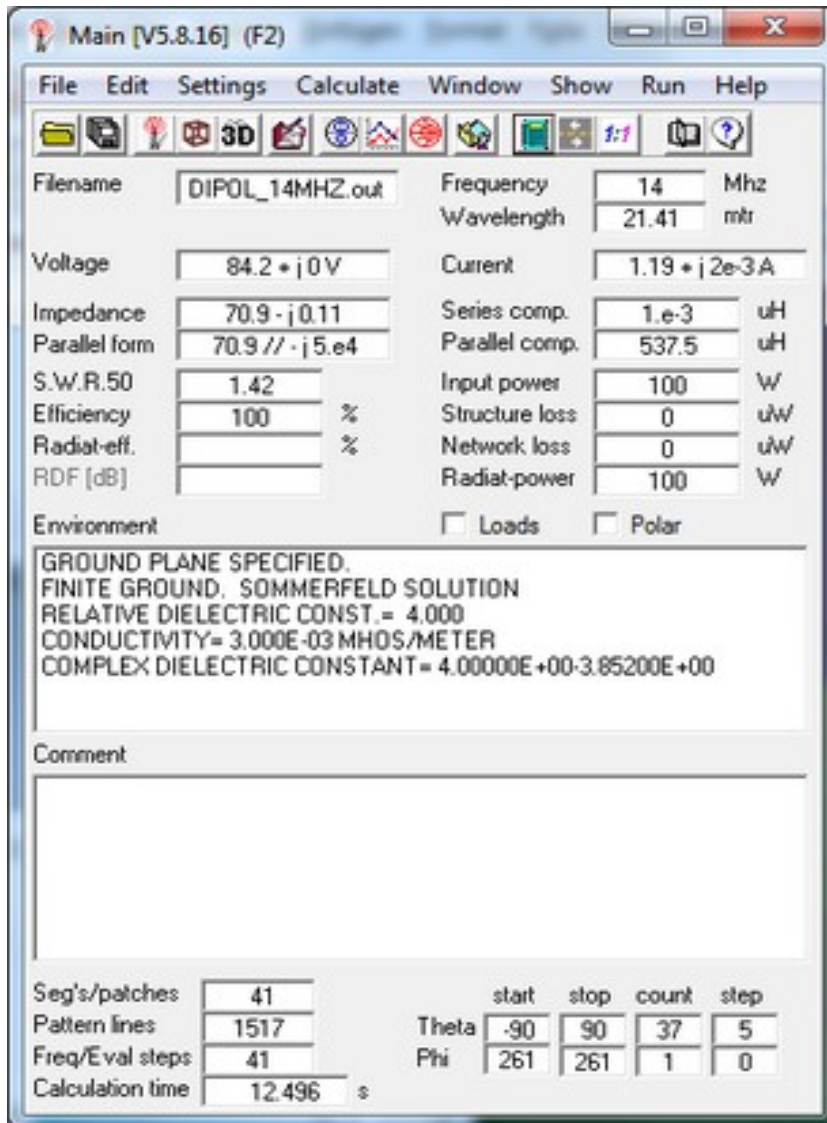 Main [V5.8.16] (F2)
File Edit Settings Calculate Window Show Run Help
3D 1:1
Filename DIPOL_14MHZ.out Frequency 14 Mhz
Wavelength 21.41 mtr
Voltage 84.2 + j 0 V Current 1.19 + j 2e-3 A
Impedance 70.9 - j 0.11 Series comp. 1.e-3 uH
Parallel form 70.9 // - j 5.e4 Parallel comp. 537.5 uH
S.W.R.50 1.42 Input power 100 W
Efficiency 100 % Structure loss 0 uW
Radiat-eff. % Network loss 0 uW
RDF [dB] Radiat-power 100 W
Environment Loads Polar
GROUND PLANE SPECIFIED.
FINITE GROUND. SOMMERFELD SOLUTION
RELATIVE DIELECTRIC CONST.= 4.000
CONDUCTIVITY= 3.000E-03 MHOS/METER
COMPLEX DIELECTRIC CONSTANT= 4.00000E+00-3.85200E+00
Comment
Seg's/patches 41 start stop count step
Pattern lines 1517 Theta -90 90 37 5
Freq/Eval steps 41 Phi 261 261 1 0
Calculation time 12.496 s